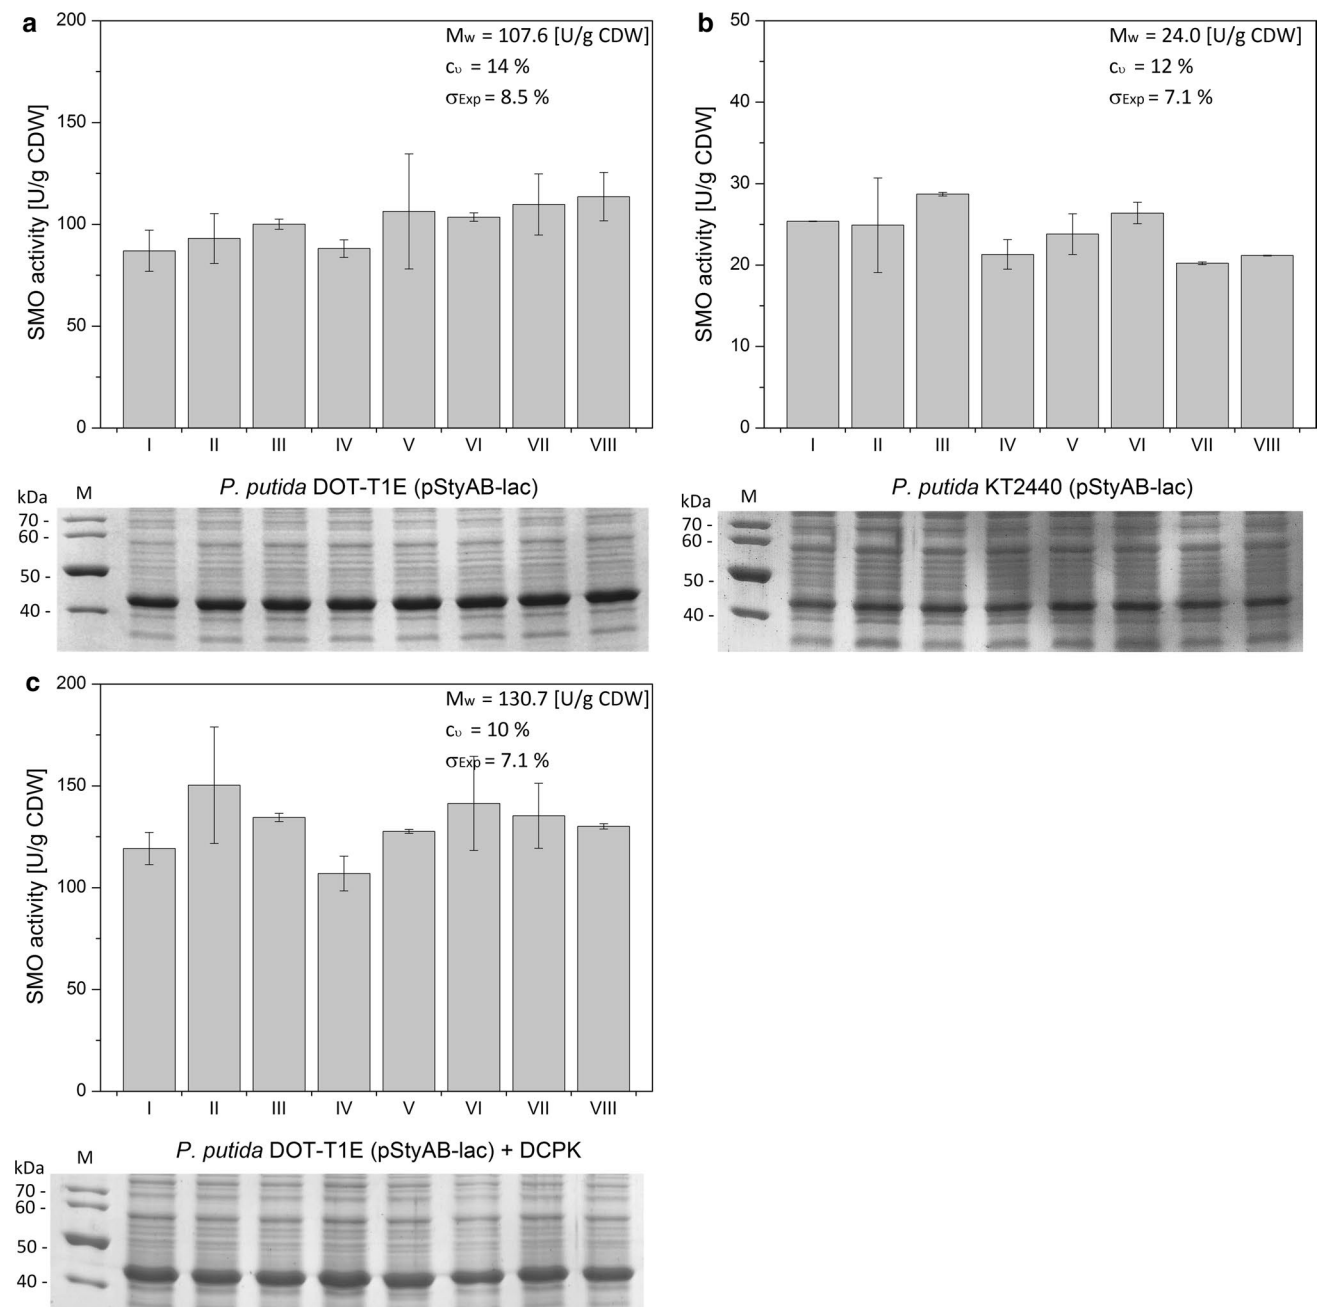 a
Mw = 107.6 [U/g CDW]
cυ = 14 %
σExp = 8.5 %
SMO activity [U/g CDW]
200
150
100
50
0
I II III IV V VI VII VIII
P. putida DOT-T1E (pStyAB-lac)
kDa
M
70 -
60 -
50 -
40 -
b
Mw = 24.0 [U/g CDW]
cυ = 12 %
σExp = 7.1 %
SMO activity [U/g CDW]
50
40
30
20
10
0
I II III IV V VI VII VIII
P. putida KT2440 (pStyAB-lac)
kDa
M
70 -
60 -
50 -
40 -
c
Mw = 130.7 [U/g CDW]
cυ = 10 %
σExp = 7.1 %
SMO activity [U/g CDW]
200
150
100
50
0
I II III IV V VI VII VIII
P. putida DOT-T1E (pStyAB-lac) + DCPK
kDa
M
70 -
60 -
50 -
40 -